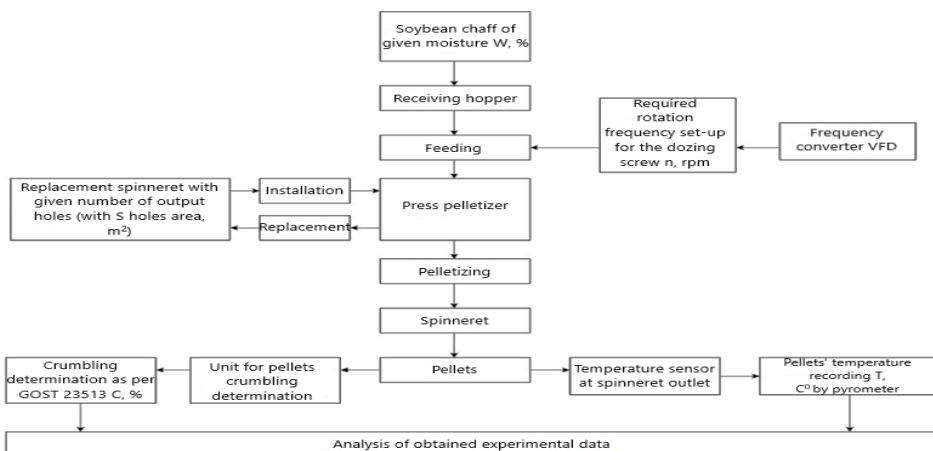 Soybean chaff of
given moisture W, %
Receiving hopper
Required
rotation
frequency set-up
for the dozing
screw n, rpm
Frequency
converter VFD
Feeding
Replacement spinneret with
given number of output
holes (with S holes area,
m²)
Installation
Replacement
Press pelletizer
Pelletizing
Spinneret
Crumbling
determination as per
GOST 23513 C, %
Unit for pellets
crumbling
determination
Pellets
Temperature sensor
at spinneret outlet
Pellets' temperature
recording T,
C⁰ by pyrometer
Analysis of obtained experimental data